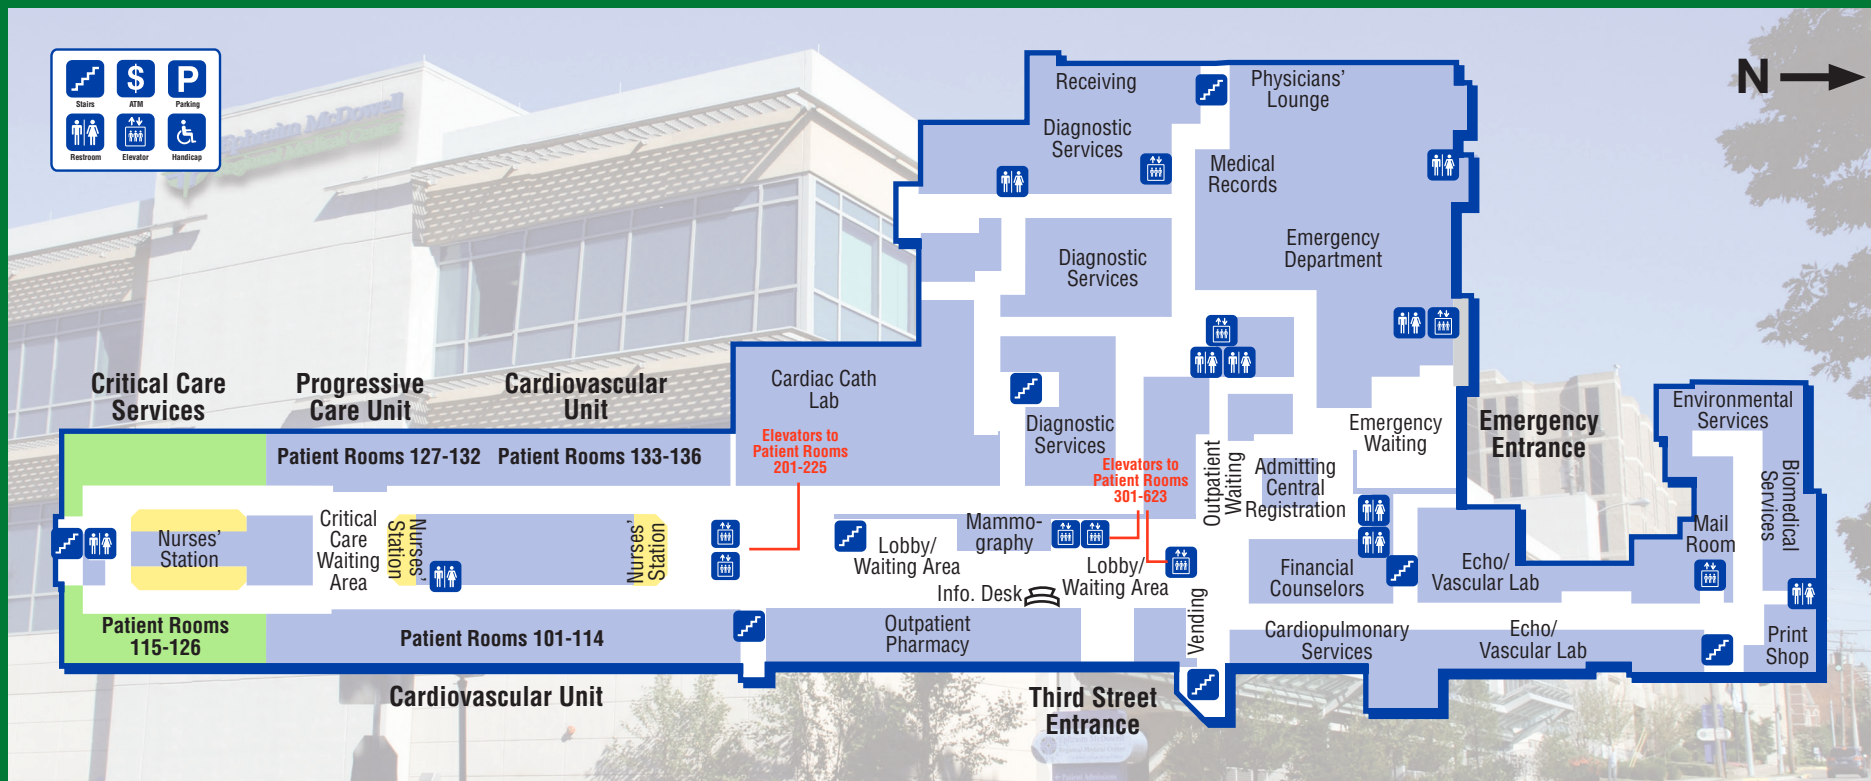 Stairs
ATM
Parking
Restroom
Elevator
Handicap
$
P
Ephraim McDowell
Regional Medical Center
N
Receiving
Physicians'
Lounge
Diagnostic
Services
Medical
Records
Emergency
Department
Diagnostic
Services
Critical Care
Services
Progressive
Care Unit
Cardiovascular
Unit
Cardiac Cath
Lab
Diagnostic
Services
Emergency
Waiting
Emergency
Entrance
Environmental
Services
Patient Rooms 127-132
Patient Rooms 133-136
Elevators to
Patient Rooms
201-225
Elevators to
Patient Rooms
301-623
Outpatient
Waiting
Admitting
Central
Registration
Biomedical
Services
Nurses'
Station
Critical
Care
Waiting
Area
Nurses'
Station
Nurses'
Station
Lobby/
Waiting Area
Mammo-
graphy
Lobby/
Waiting Area
Info. Desk
Financial
Counselors
Echo/
Vascular Lab
Mail
Room
Patient Rooms
115-126
Patient Rooms 101-114
Outpatient
Pharmacy
Vending
Cardiopulmonary
Services
Echo/
Vascular Lab
Print
Shop
Cardiovascular Unit
Third Street
Entrance